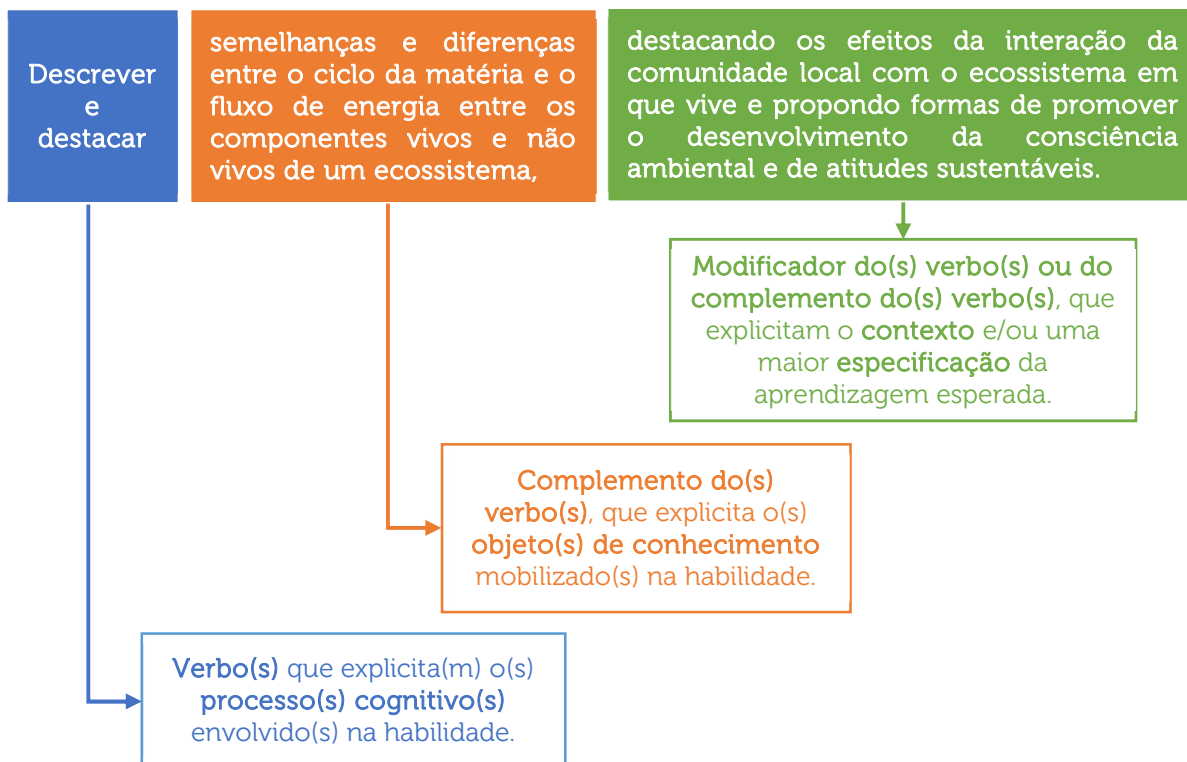 Descrever
e
destacar
semelhanças e diferenças
entre o ciclo da matéria e o
fluxo de energia entre os
componentes vivos e não
vivos de um ecossistema,
destacando os efeitos da interação da
comunidade local com o ecossistema em
que vive e propondo formas de promover
o desenvolvimento da consciência
ambiental e de atitudes sustentáveis.
Modificador do(s) verbo(s) ou do
complemento do(s) verbo(s), que
explicitam o contexto e/ou uma
maior especificação da
aprendizagem esperada.
Complemento do(s)
verbo(s), que explicita o(s)
objeto(s) de conhecimento
mobilizado(s) na habilidade.
Verbo(s) que explicita(m) o(s)
processo(s) cognitivo(s)
envolvido(s) na habilidade.